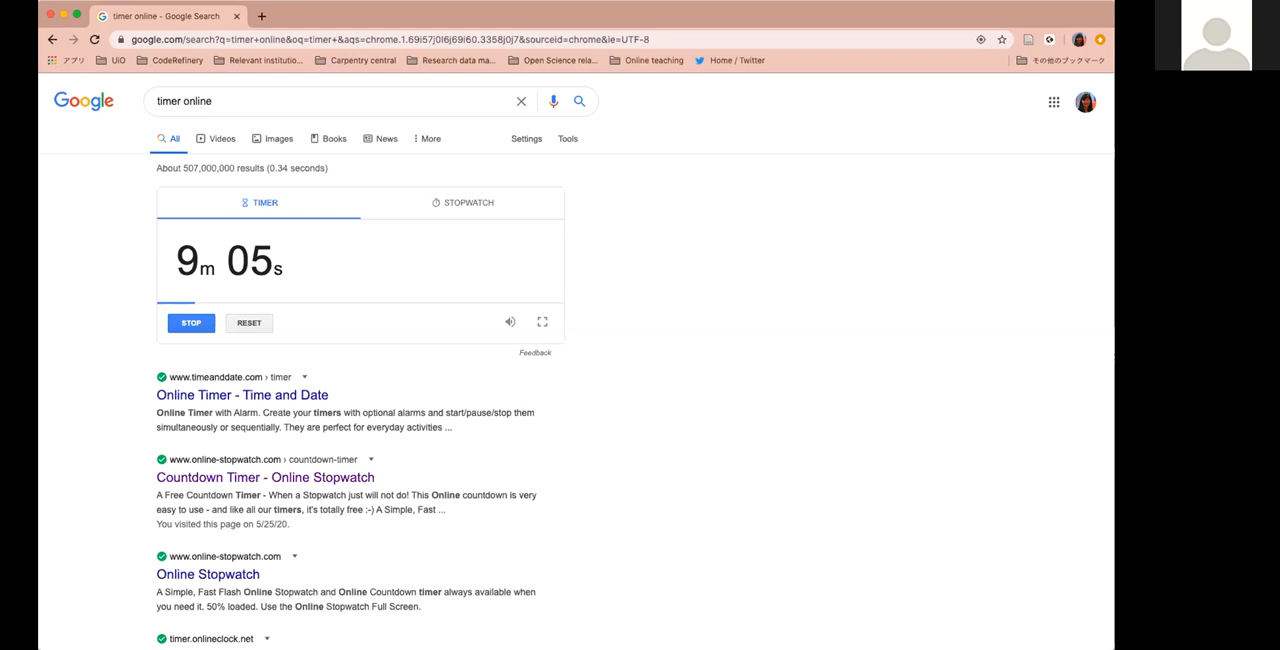 timer online - Google Search
google.com/search?q=timer+online&oq=timer+&aqs=chrome.1.69i57j0l6j69i60.3358j0j7&sourceid=chrome&ie=UTF-8
アプリ UiO CodeRefinery Relevant institutio... Carpentry central Research data ma... Open Science rela... Online teaching Home / Twitter その他のブックマーク
Google timer online
All Videos Images Books News More Settings Tools
About 507,000,000 results (0.34 seconds)
TIMER STOPWATCH
9m 05s
STOP RESET
Feedback
www.timeanddate.com › timer
Online Timer - Time and Date
Online Timer with Alarm. Create your timers with optional alarms and start/pause/stop them
simultaneously or sequentially. They are perfect for everyday activities ...
www.online-stopwatch.com › countdown-timer
Countdown Timer - Online Stopwatch
A Free Countdown Timer - When a Stopwatch just will not do! This Online countdown is very
easy to use - and like all our timers, it's totally free :-) A Simple, Fast ...
You visited this page on 5/25/20.
www.online-stopwatch.com
Online Stopwatch
A Simple, Fast Flash Online Stopwatch and Online Countdown timer always available when
you need it. 50% loaded. Use the Online Stopwatch Full Screen.
timer.onlineclock.net